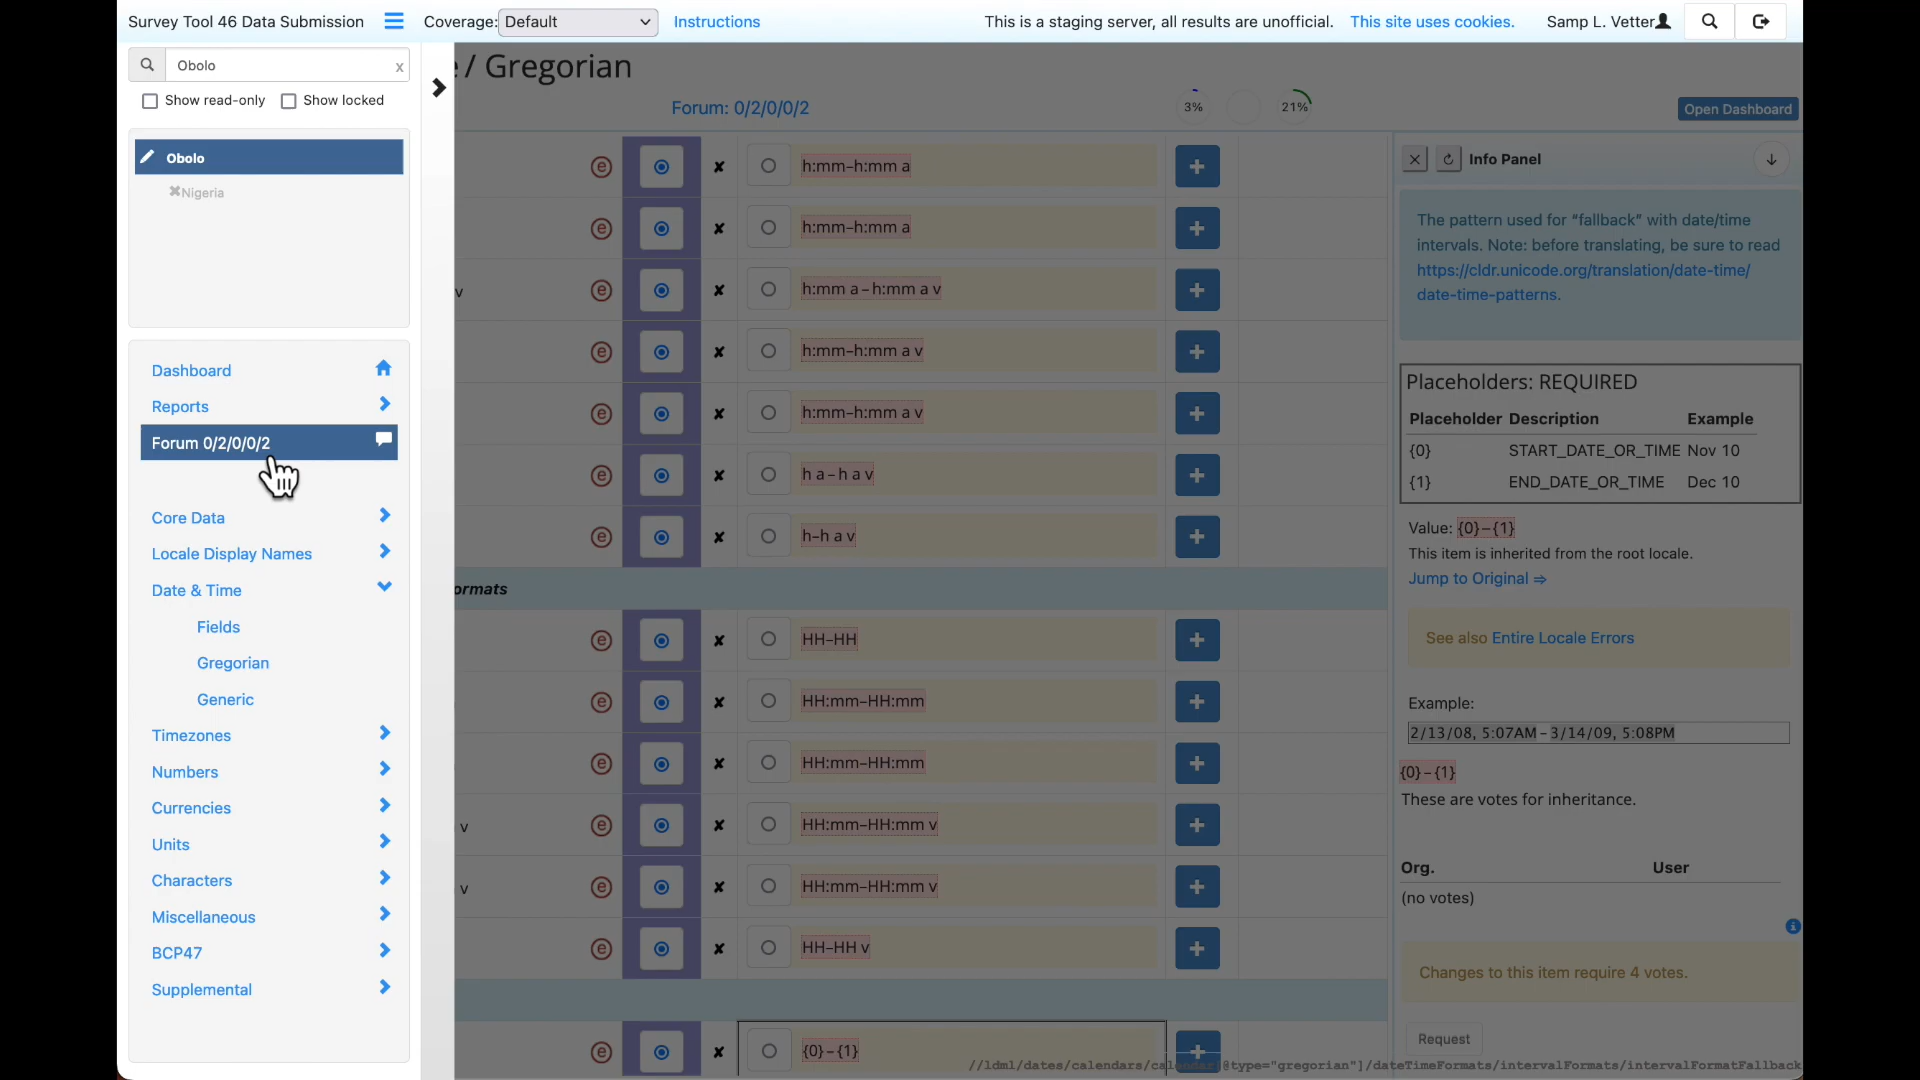 Survey Tool 46 Data Submission
Coverage: Default
Instructions
This is a staging server, all results are unofficial. This site uses cookies.
Samp L. Vetter
Obolo
x
Show read-only
Show locked
Obolo
Nigeria
Dashboard
Reports
Forum 0/2/0/0/2
Core Data
Locale Display Names
Date & Time
Fields
Gregorian
Generic
Timezones
Numbers
Currencies
Units
Characters
Miscellaneous
BCP47
Supplemental
/ Gregorian
Forum: 0/2/0/0/2
3%
21%
Open Dashboard
e ✘ h:mm–h:mm a
e ✘ h:mm–h:mm a
v e ✘ h:mm a – h:mm a v
e ✘ h:mm–h:mm a v
e ✘ h:mm–h:mm a v
e ✘ h a – h a v
e ✘ h–h a v
ormats
e ✘ HH–HH
e ✘ HH:mm–HH:mm
e ✘ HH:mm–HH:mm
v e ✘ HH:mm–HH:mm v
v e ✘ HH:mm–HH:mm v
e ✘ HH–HH v
e ✘ {0} – {1}
Info Panel
The pattern used for “fallback” with date/time
intervals. Note: before translating, be sure to read
https://cldr.unicode.org/translation/date-time/
date-time-patterns.
Placeholders: REQUIRED
Placeholder Description Example
{0} START_DATE_OR_TIME Nov 10
{1} END_DATE_OR_TIME Dec 10
Value: {0} – {1}
This item is inherited from the root locale.
Jump to Original ⇒
See also Entire Locale Errors
Example:
2/13/08, 5:07AM – 3/14/09, 5:08PM
{0} – {1}
These are votes for inheritance.
Org. User
(no votes)
Changes to this item require 4 votes.
Request
//ldml/dates/calendars/calendar[@type="gregorian"]/dateTimeFormats/intervalFormats/intervalFormatFallback